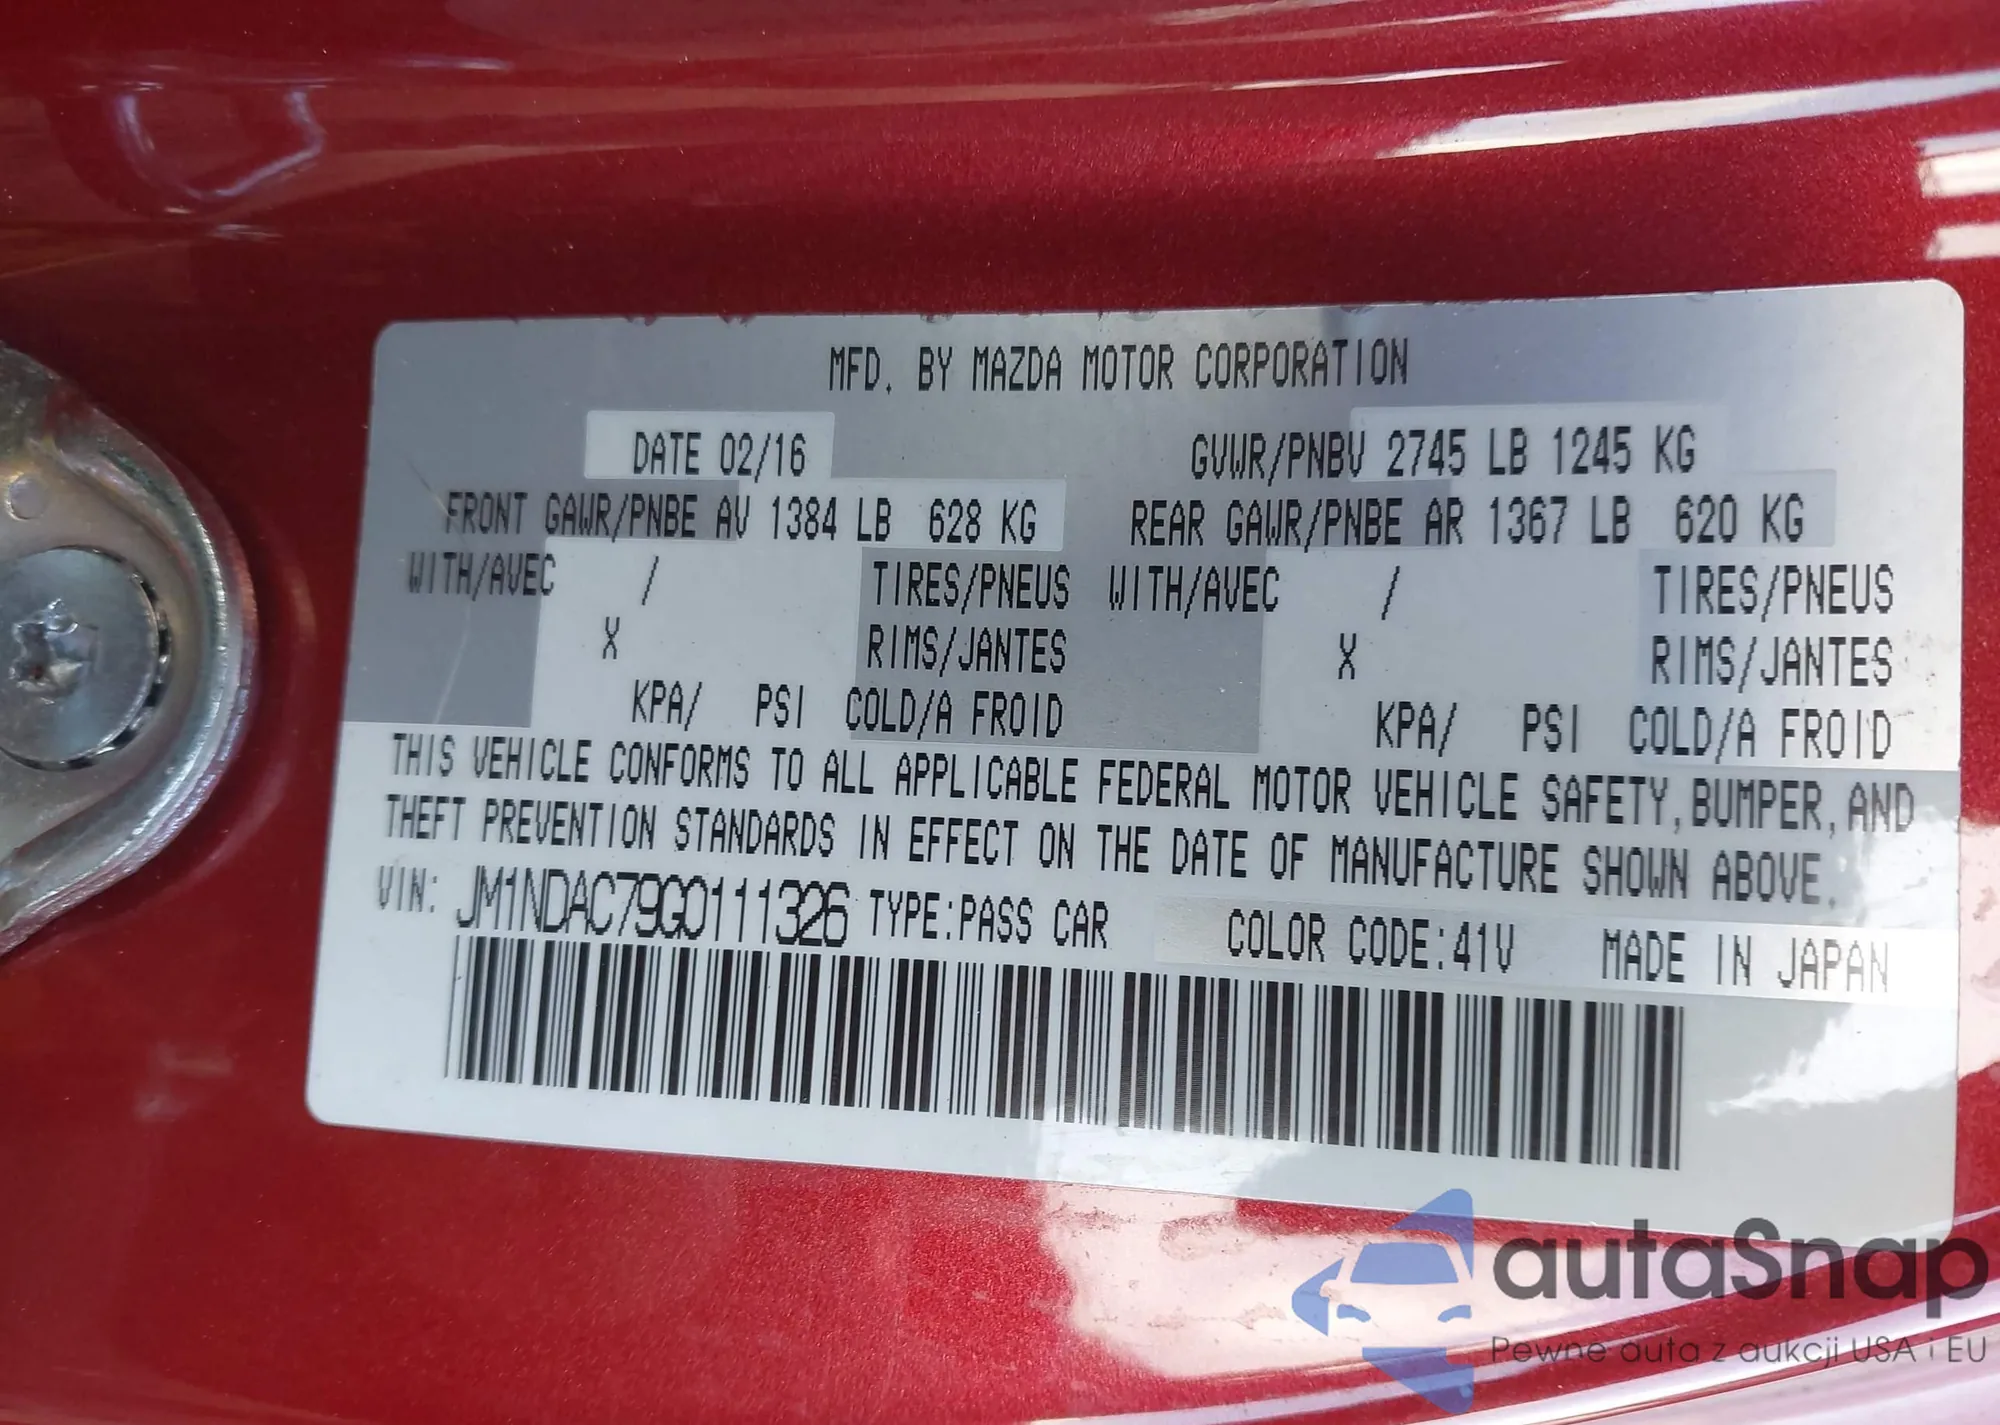 MFD. BY MAZDA MOTOR CORPORATION
DATE 02/16 GVWR/PNBV 2745 LB 1245 KG
FRONT GAWR/PNBE AV 1384 LB 628 KG REAR GAWR/PNBE AR 1367 LB 620 KG
WITH/AVEC / TIRES/PNEUS WITH/AVEC / TIRES/PNEUS
X RIMS/JANTES X RIMS/JANTES
KPA/ PSI COLD/A FROID KPA/ PSI COLD/A FROID
THIS VEHICLE CONFORMS TO ALL APPLICABLE FEDERAL MOTOR VEHICLE SAFETY,BUMPER,AND
THEFT PREVENTION STANDARDS IN EFFECT ON THE DATE OF MANUFACTURE SHOWN ABOVE.
VIN: JM1NDAC79G0111326 TYPE:PASS CAR COLOR CODE:41V MADE IN JAPAN
autaSnap
Pewne auta z aukcji USA i EU